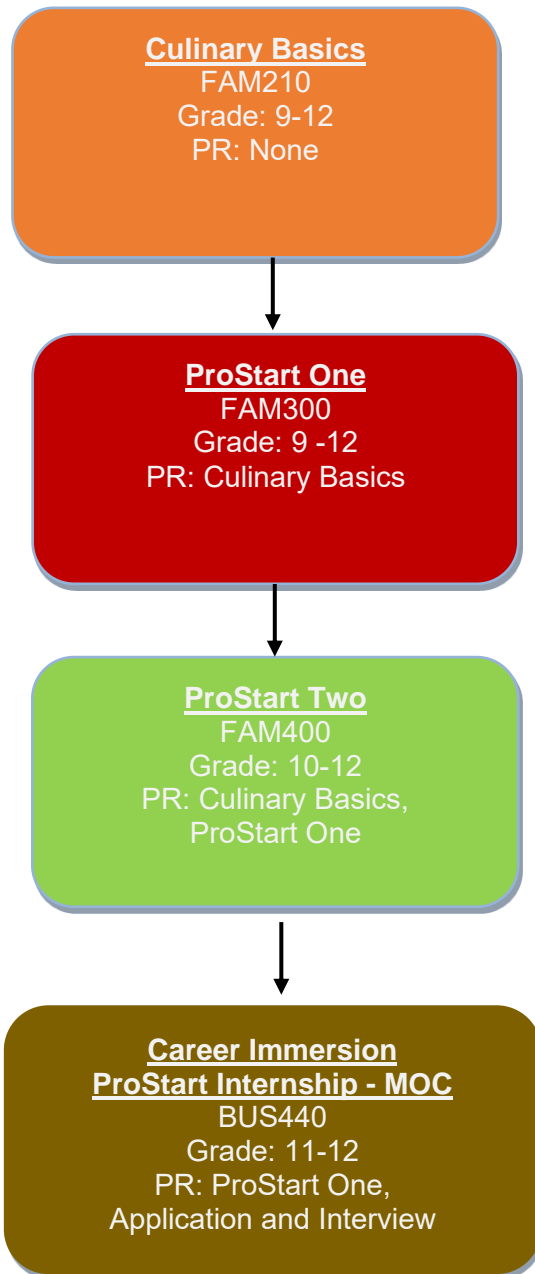 Culinary Basics
FAM210
Grade: 9-12
PR: None
ProStart One
FAM300
Grade: 9 -12
PR: Culinary Basics
ProStart Two
FAM400
Grade: 10-12
PR: Culinary Basics,
ProStart One
Career Immersion
ProStart Internship - MOC
BUS440
Grade: 11-12
PR: ProStart One,
Application and Interview